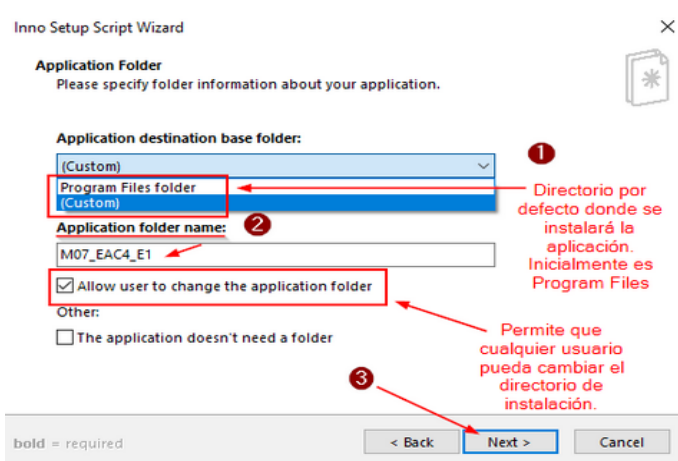 Inno Setup Script Wizard
Application Folder
Please specify folder information about your application.
Application destination base folder:
(Custom)
1
Program Files folder
(Custom)
Directorio por
defecto donde se
instalará la
aplicación.
Inicialmente es
Program Files
Application folder name:
2
M07_EAC4_E1
Allow user to change the application folder
Other:
The application doesn't need a folder
Permite que
cualquier usuario
pueda cambiar el
directorio de
instalación.
3
bold = required
< Back
Next >
Cancel